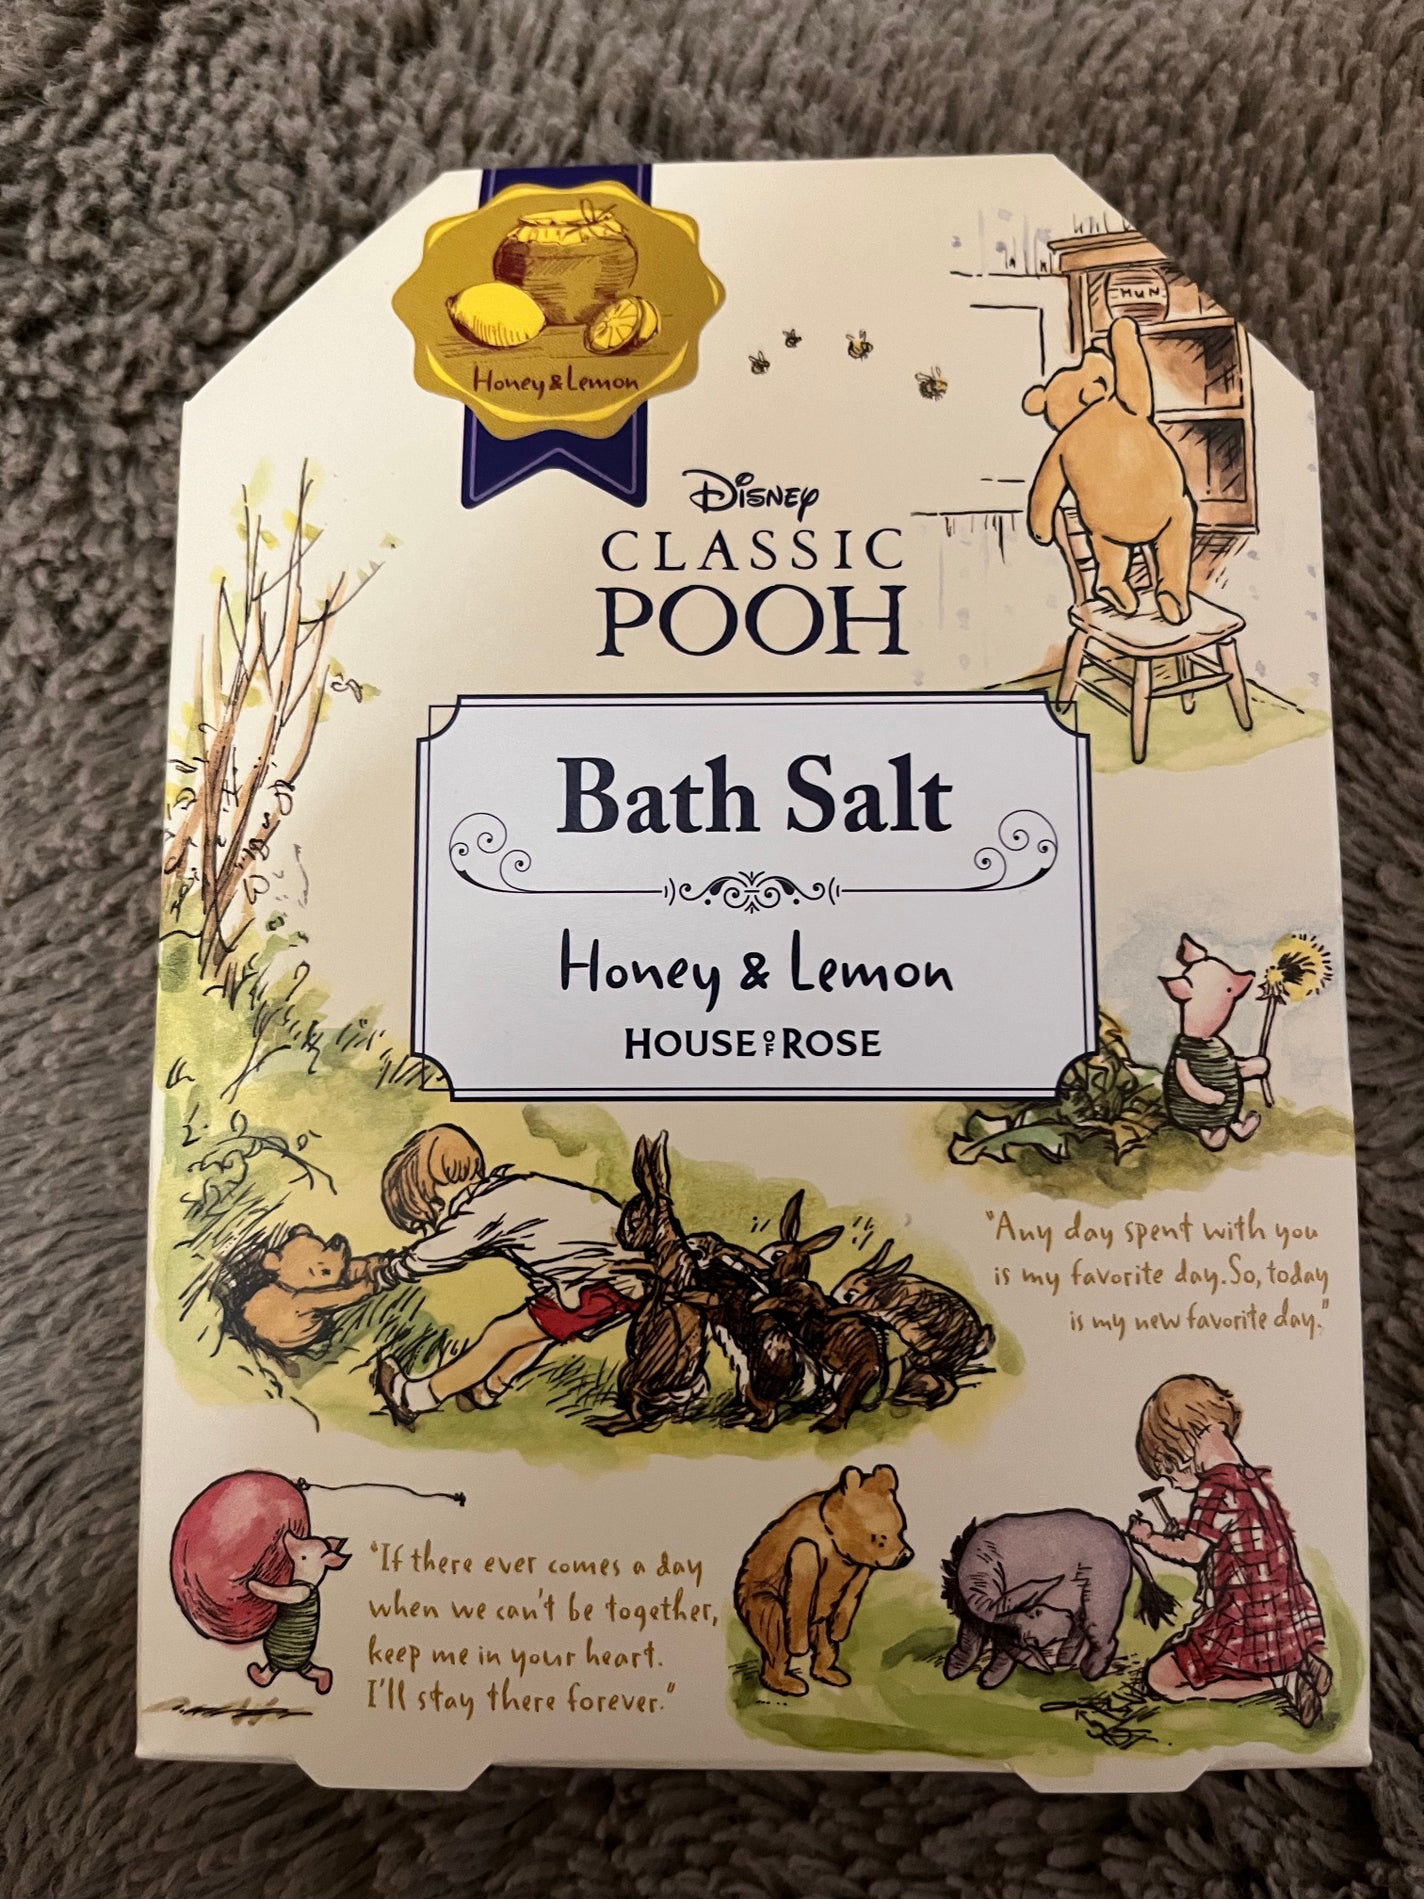 Honey & Lemon
HUN
Disney
CLASSIC
POOH
Bath Salt
Honey & Lemon
HOUSE OF ROSE
"Any day spent with you
is my favorite day. So, today
is my new favorite day."
"If there ever comes a day
when we can't be together,
keep me in your heart.
I'll stay there forever."